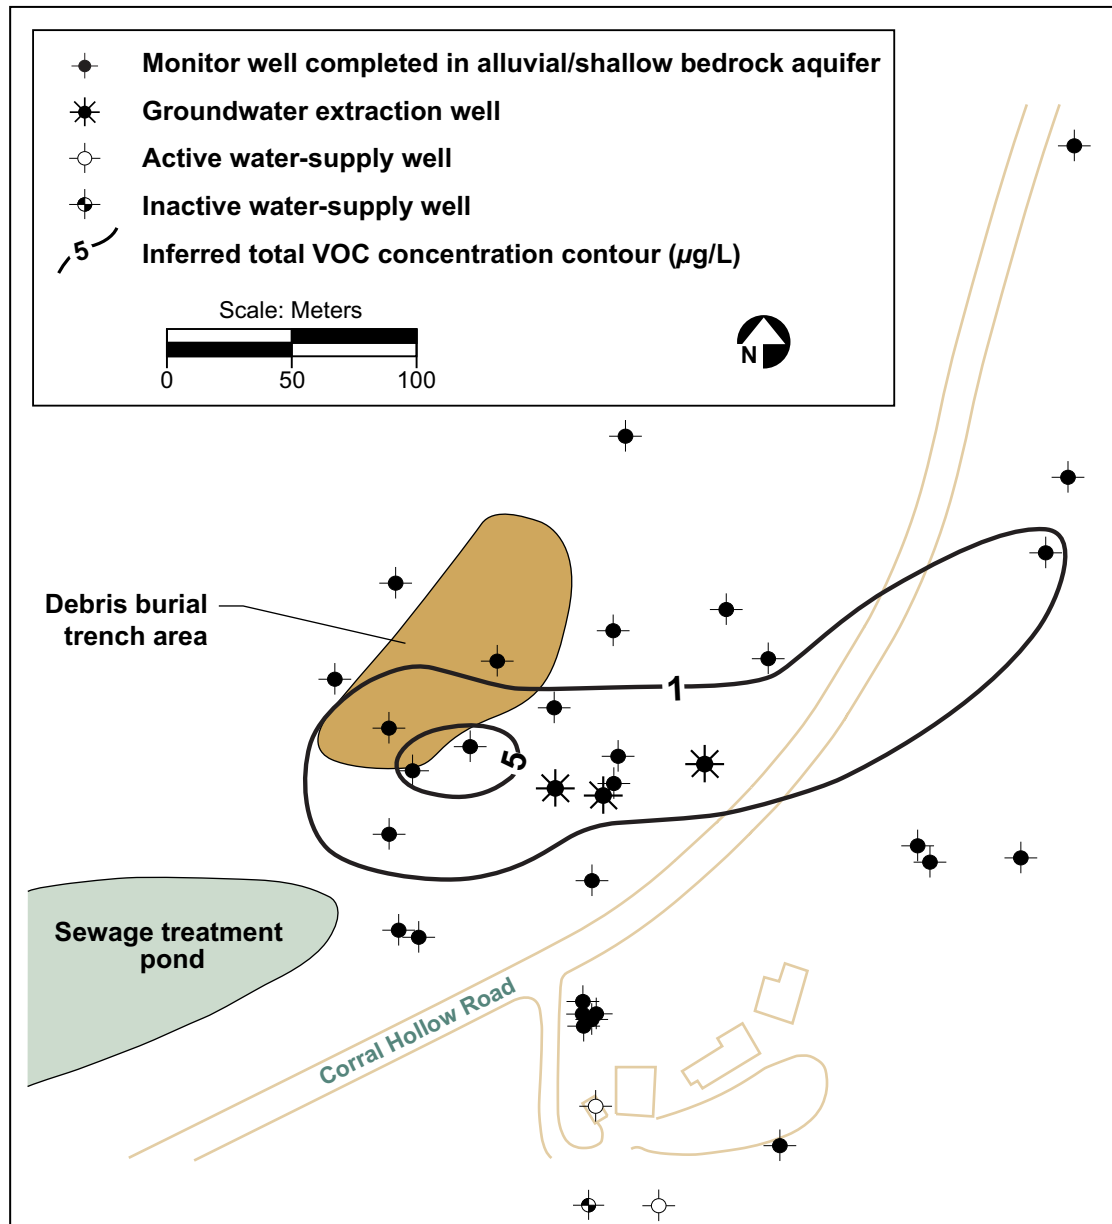 Monitor well completed in alluvial/shallow bedrock aquifer
Groundwater extraction well
Active water-supply well
Inactive water-supply well
5
Inferred total VOC concentration contour (µg/L)
Scale: Meters
0 50 100
N
Debris burial
trench area
1
5
Sewage treatment
pond
Corral Hollow Road